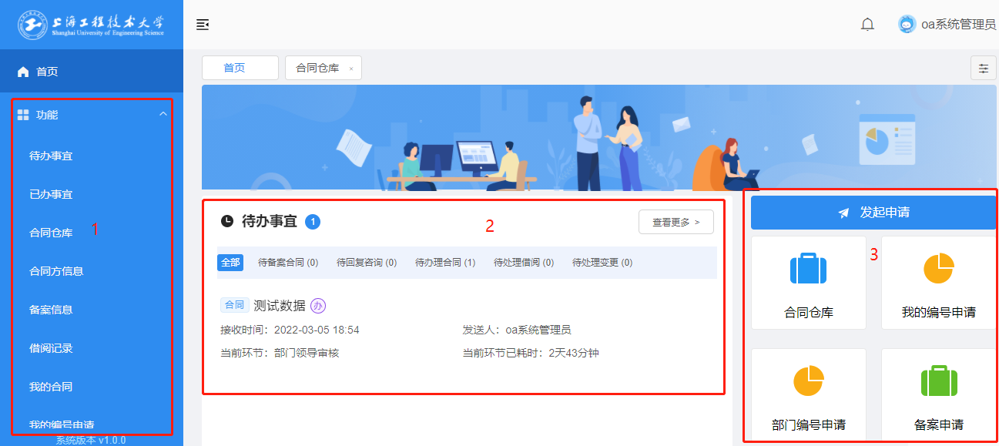 上海工程技术大学
Shanghai University of Engineering Science
oa系统管理员
首页
首页
合同仓库 ×
功能
待办事宜
已办事宜
合同仓库
合同方信息
备案信息
借阅记录
我的合同
我的编号申请
系统版本 v1.0.0
1
待办事宜 1
2
查看更多 >
全部 待备案合同 (0) 待回复咨询 (0) 待办理合同 (1) 待处理借阅 (0) 待处理变更 (0)
合同 测试数据 办
接收时间：2022-03-05 18:54 发送人：oa系统管理员
当前环节：部门领导审核 当前环节已耗时：2天43分钟
发起申请
3
合同仓库 我的编号申请
部门编号申请 备案申请